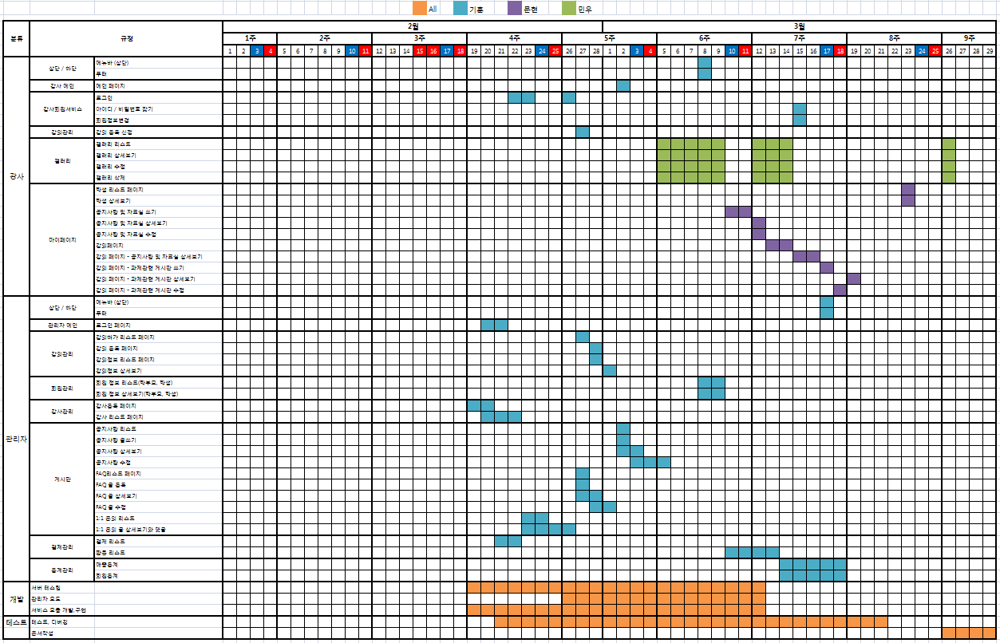 All 기훈 문현 민우
분류 규정 2월 3월
1주 2주 3주 4주 5주 6주 7주 8주 9주
1 2 3 4 5 6 7 8 9 10 11 12 13 14 15 16 17 18 19 20 21 22 23 24 25 26 27 28 1 2 3 4 5 6 7 8 9 10 11 12 13 14 15 16 17 18 19 20 21 22 23 24 25 26 27 28 29
강사
상단 / 하단
메뉴바 (상단)
푸터
강사 메인
메인 페이지
강사회원서비스
로그인
아이디 / 비밀번호 찾기
회원정보변경
강의관리
강의 등록 신청
갤러리
갤러리 리스트
갤러리 상세보기
갤러리 수정
갤러리 삭제
마이페이지
학생 리스트 페이지
학생 상세보기
공지사항 및 자료실 쓰기
공지사항 및 자료실 상세보기
공지사항 및 자료실 수정
강의페이지
강의 페이지 - 공지사항 및 자료실 상세보기
강의 페이지 - 과제관련 게시판 쓰기
강의 페이지 - 과제관련 게시판 상세보기
강의 페이지 - 과제관련 게시판 수정
관리자
상단 / 하단
메뉴바 (상단)
푸터
관리자 메인
로그인 페이지
강의관리
강의허가 리스트 페이지
강의 등록 페이지
강의정보 리스트 페이지
강의정보 상세보기
회원관리
회원 정보 리스트(학부모, 학생)
회원 정보 상세보기(학부모, 학생)
강사관리
강사등록 페이지
강사 리스트 페이지
게시판
공지사항 리스트
공지사항 글쓰기
공지사항 상세보기
공지사항 수정
FAQ리스트 페이지
FAQ 글 등록
FAQ 글 상세보기
FAQ 글 수정
1:1 문의 리스트
1:1 문의 글 상세보기와 댓글
결제관리
결제 리스트
환불 리스트
통계관리
매출통계
회원통계
개발
서버 테스팅
관리자 모드
서비스 모듈 개발,구현
테스트
테스트, 디버깅
문서작성